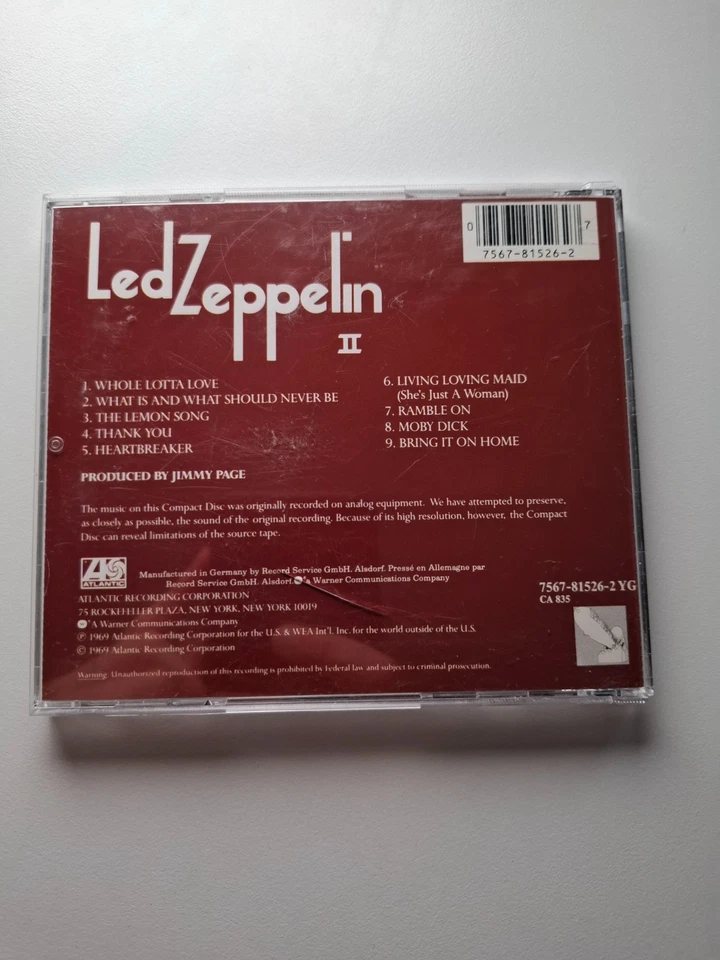 Led Zeppelin
II
0 7
7567-81526-2
1. WHOLE LOTTA LOVE
2. WHAT IS AND WHAT SHOULD NEVER BE
3. THE LEMON SONG
4. THANK YOU
5. HEARTBREAKER
6. LIVING LOVING MAID
(She's Just A Woman)
7. RAMBLE ON
8. MOBY DICK
9. BRING IT ON HOME
PRODUCED BY JIMMY PAGE
The music on this Compact Disc was originally recorded on analog equipment. We have attempted to preserve,
as closely as possible, the sound of the original recording. Because of its high resolution, however, the Compact
Disc can reveal limitations of the source tape.
ATLANTIC
Manufactured in Germany by Record Service GmbH. Alsdorf. Pressé en Allemagne par
Record Service GmbH. Alsdorf. A Warner Communications Company
ATLANTIC RECORDING CORPORATION
75 ROCKEFELLER PLAZA, NEW YORK, NEW YORK 10019
A Warner Communications Company
℗ 1969 Atlantic Recording Corporation for the U.S. & WEA Int'l. Inc. for the world outside of the U.S.
© 1969 Atlantic Recording Corporation
Warning: Unauthorized reproduction of this recording is prohibited by Federal law and subject to criminal prosecution.
7567-81526-2 YG
CA 835